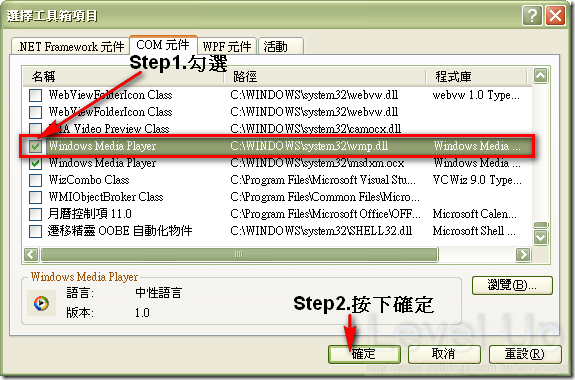 選擇工具箱項目
.NET Framework 元件 COM 元件 WPF 元件 活動
Step1.勾選
名稱 路徑 程式庫
WebViewFolderIcon Class C:\WINDOWS\system32\webvw.dll webvw 1.0 Type...
WebViewFolderIcon Class C:\WINDOWS\system32\webvw.dll
Video Preview Class C:\WINDOWS\system32\camocx.dll
Windows Media Player C:\WINDOWS\system32\wmp.dll Windows Media ...
Windows Media Player C:\WINDOWS\system32\msdxm.ocx Windows Media ...
WizCombo Class C:\Program Files\Microsoft Visual Stu... VCWiz 9.0 Type...
WMIObjectBroker Class C:\Program Files\Common Files\Micro...
月曆控制項 11.0 C:\Program Files\Microsoft Office\OFF... Microsoft Calen...
遷移精靈 OOBE 自動化物件 C:\WINDOWS\system32\SHELL32.dll Microsoft Shell ...
Windows Media Player
語言: 中性語言
版本: 1.0
瀏覽(B)...
Step2.按下確定
Level Up
確定 取消 重設(R)